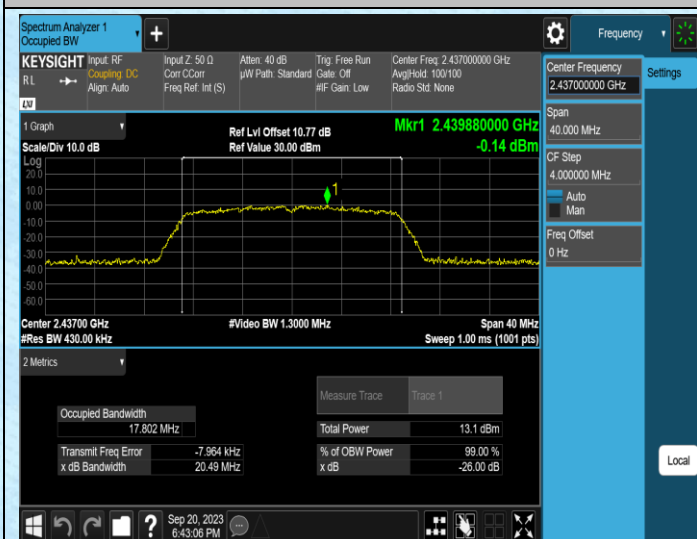 Spectrum Analyzer 1
Occupied BW
+
Frequency
KEYSIGHT
R L
LXI
Input: RF
Coupling: DC
Align: Auto
Input Z: 50 Ω
Corr CCorr
Freq Ref: Int (S)
Atten: 40 dB
µW Path: Standard
Trig: Free Run
Gate: Off
#IF Gain: Low
Center Freq: 2.437000000 GHz
Avg|Hold: 100/100
Radio Std: None
Center Frequency
2.437000000 GHz
Settings
Span
40.000 MHz
CF Step
4.000000 MHz
Auto
Man
Freq Offset
0 Hz
Local
1 Graph
Scale/Div 10.0 dB
Ref Lvl Offset 10.77 dB
Ref Value 30.00 dBm
Mkr1 2.439880000 GHz
-0.14 dBm
Log
20.0
10.0
0.00
-10.0
-20.0
-30.0
-40.0
-50.0
-60.0
1
Center 2.43700 GHz
#Video BW 1.3000 MHz
Span 40 MHz
#Res BW 430.00 kHz
Sweep 1.00 ms (1001 pts)
2 Metrics
Measure Trace Trace 1
Occupied Bandwidth
17.802 MHz
Total Power 13.1 dBm
Transmit Freq Error -7.964 kHz
% of OBW Power 99.00 %
x dB Bandwidth 20.49 MHz
x dB -26.00 dB
?
Sep 20, 2023
6:43:06 PM